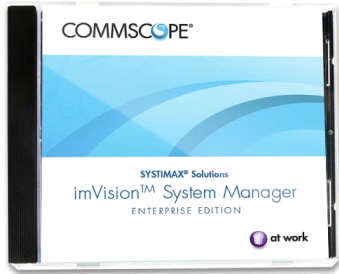 COMMSCOPE®
SYSTIMAX® Solutions
imVision™ System Manager
ENTERPRISE EDITION
at work